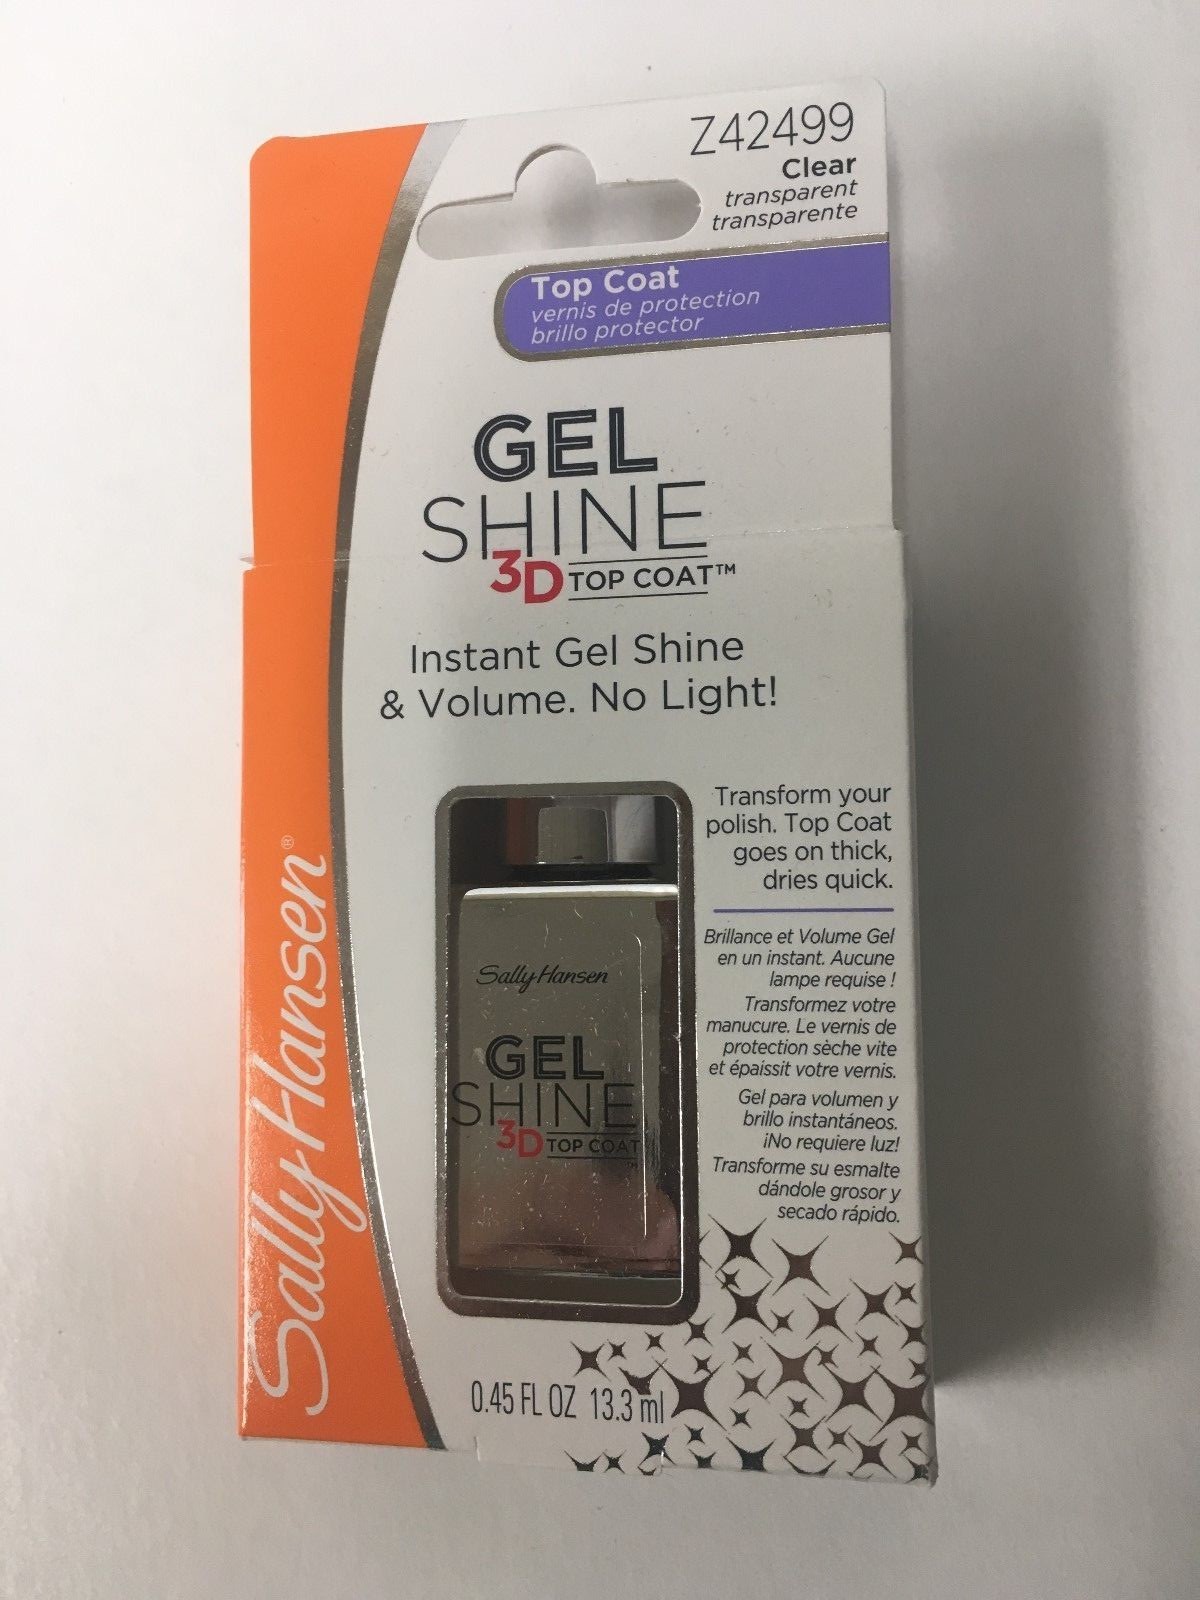 Z42499
Clear
transparent
transparente
Top Coat
vernis de protection
brillo protector
GEL
SHINE
3D TOP COAT™
Instant Gel Shine
& Volume. No Light!
Transform your
polish. Top Coat
goes on thick,
dries quick.
Brillance et Volume Gel
en un instant. Aucune
lampe requise !
Transformez votre
manucure. Le vernis de
protection sèche vite
et épaissit votre vernis.
Gel para volumen y
brillo instantáneos.
¡No requiere luz!
Transforme su esmalte
dándole grosor y
secado rápido.
Sally Hansen
GEL
SHINE
3D TOP COAT
™
Sally Hansen®
0.45 FL OZ 13.3 ml